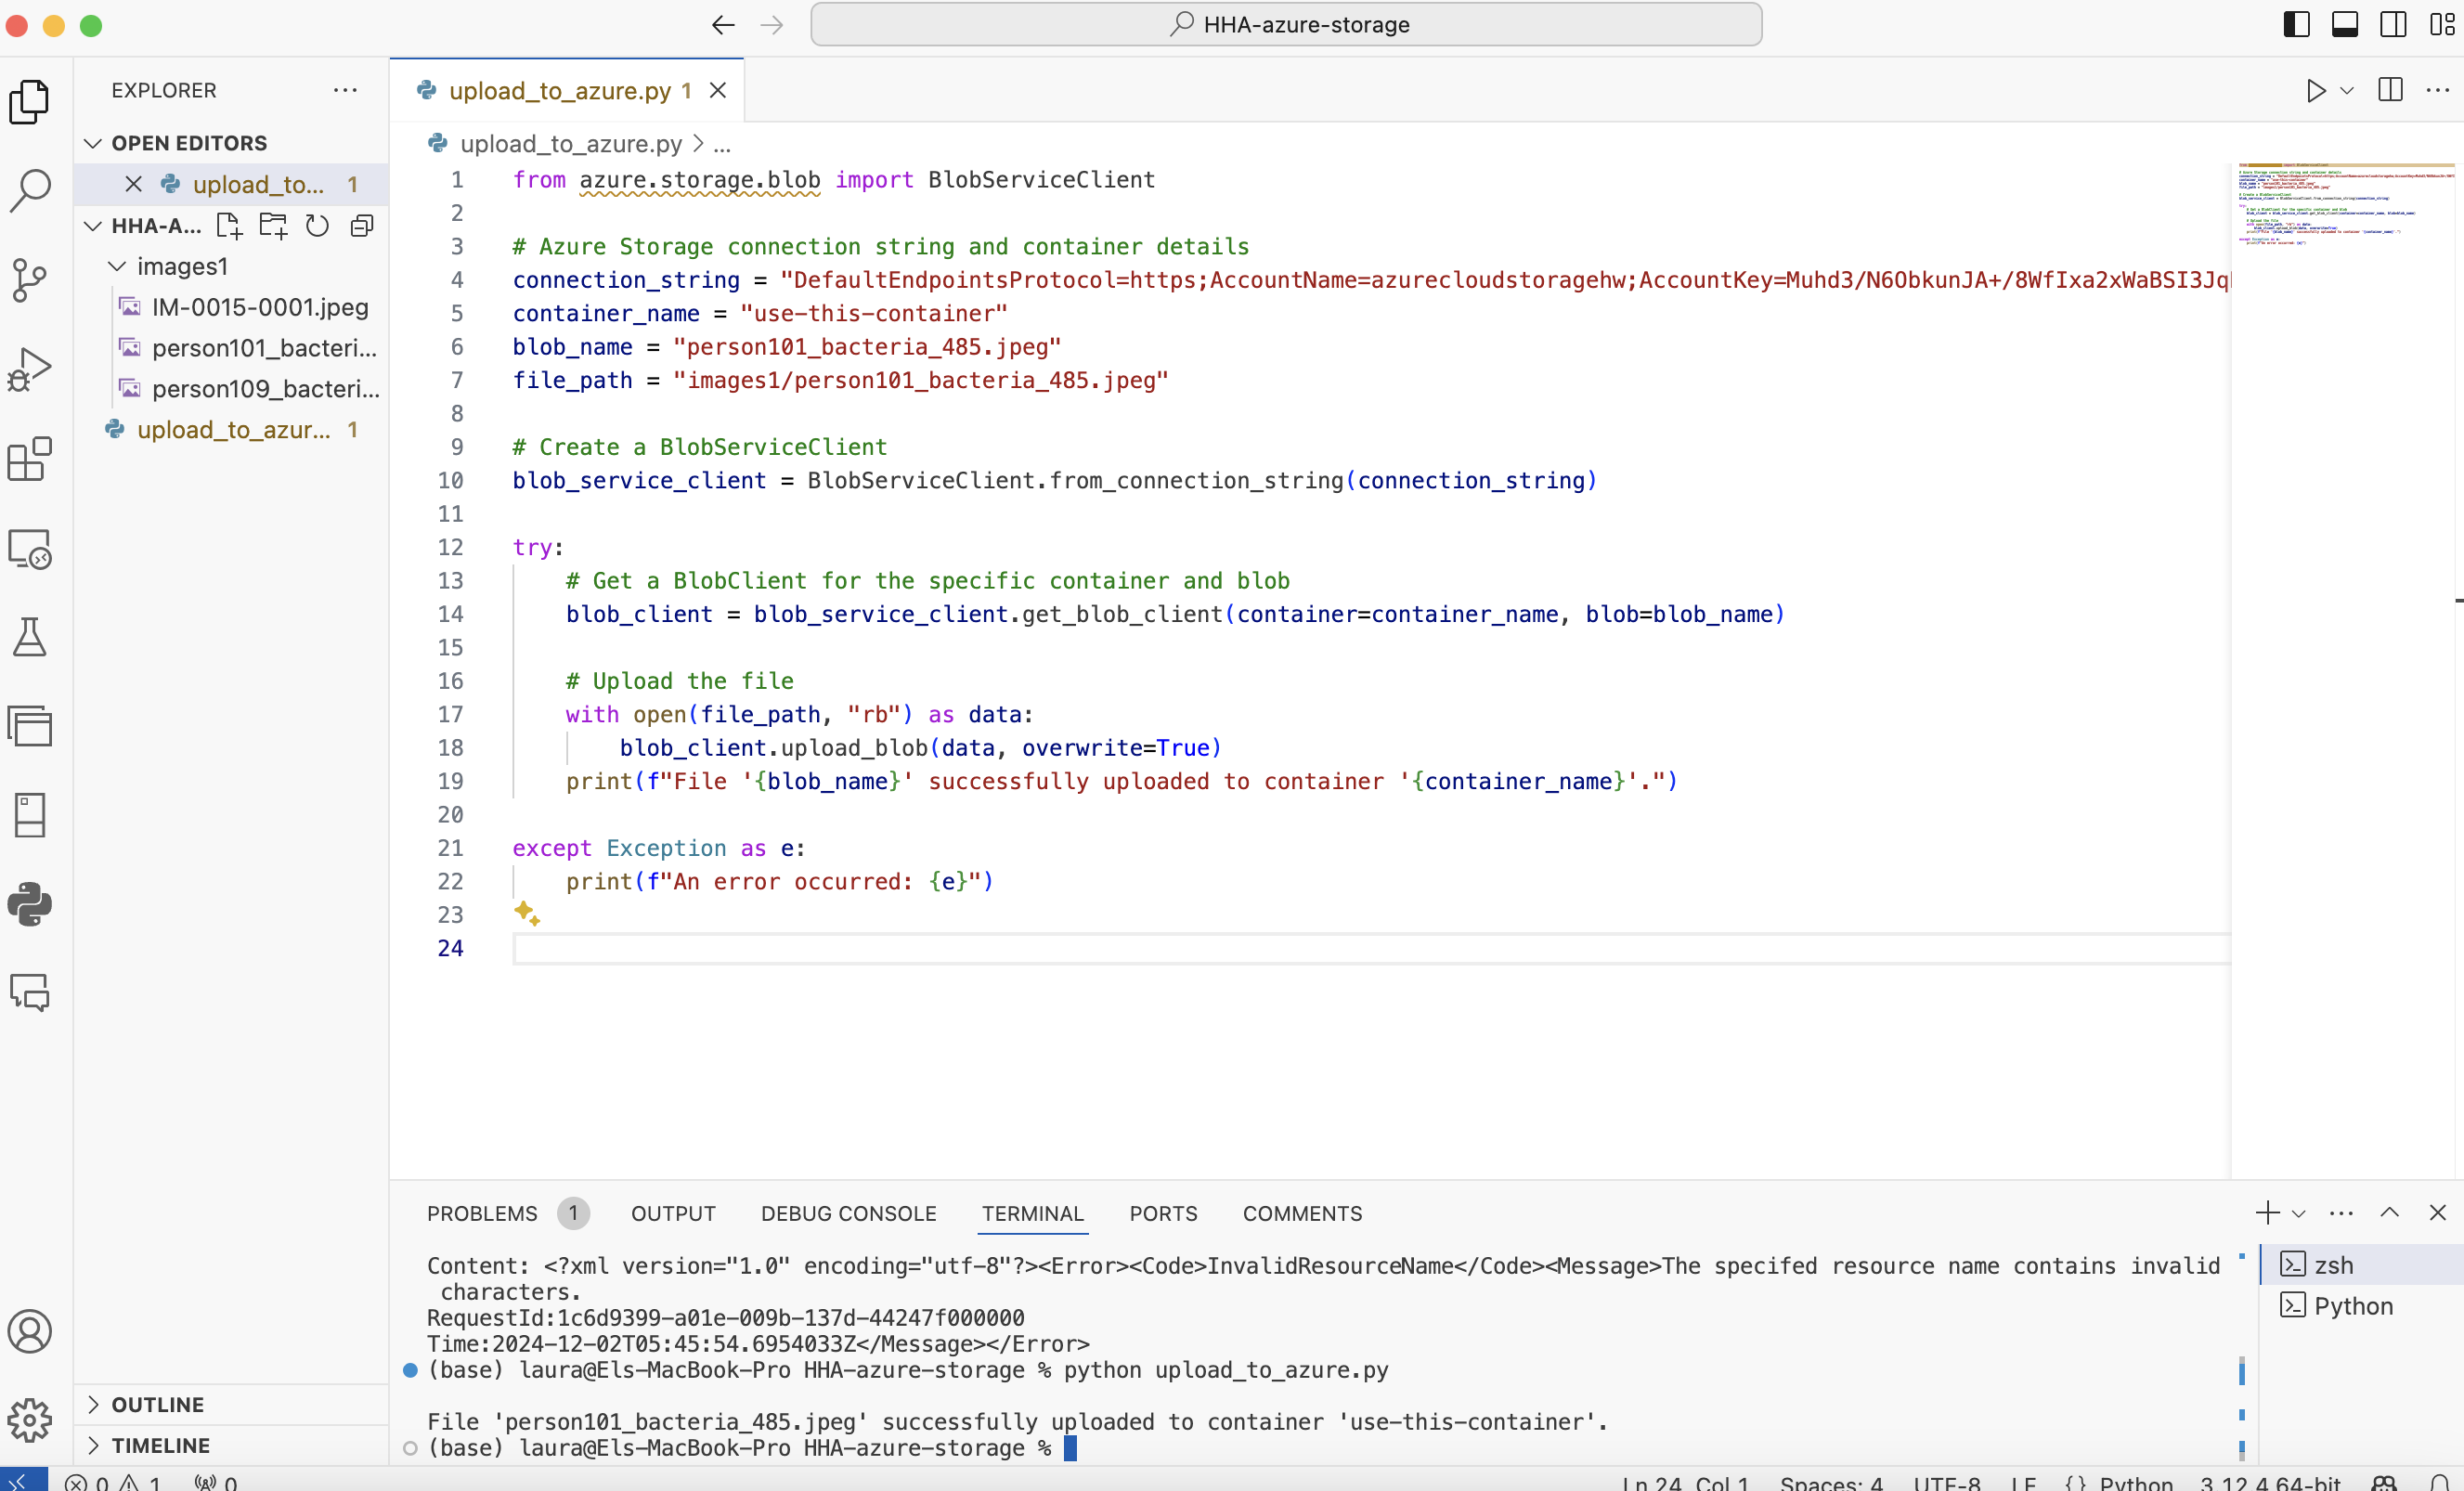 HHA-azure-storage
EXPLORER
OPEN EDITORS
upload_to... 1
HHA-A...
images1
IM-0015-0001.jpeg
person101_bacteri...
person109_bacteri...
upload_to_azur... 1
OUTLINE
TIMELINE
upload_to_azure.py 1
upload_to_azure.py > ...
1 from azure.storage.blob import BlobServiceClient
2
3 # Azure Storage connection string and container details
4 connection_string = "DefaultEndpointsProtocol=https;AccountName=azurecloudstoragehw;AccountKey=Muhd3/N6ObkunJA+/8WfIxa2xWaBSI3Jq
5 container_name = "use-this-container"
6 blob_name = "person101_bacteria_485.jpeg"
7 file_path = "images1/person101_bacteria_485.jpeg"
8
9 # Create a BlobServiceClient
10 blob_service_client = BlobServiceClient.from_connection_string(connection_string)
11
12 try:
13 # Get a BlobClient for the specific container and blob
14 blob_client = blob_service_client.get_blob_client(container=container_name, blob=blob_name)
15
16 # Upload the file
17 with open(file_path, "rb") as data:
18 blob_client.upload_blob(data, overwrite=True)
19 print(f"File '{blob_name}' successfully uploaded to container '{container_name}'.")
20
21 except Exception as e:
22 print(f"An error occurred: {e}")
23
24
PROBLEMS 1 OUTPUT DEBUG CONSOLE TERMINAL PORTS COMMENTS
Content: <?xml version="1.0" encoding="utf-8"?><Error><Code>InvalidResourceName</Code><Message>The specifed resource name contains invalid
characters.
RequestId:1c6d9399-a01e-009b-137d-44247f000000
Time:2024-12-02T05:45:54.6954033Z</Message></Error>
(base) laura@Els-MacBook-Pro HHA-azure-storage % python upload_to_azure.py
File 'person101_bacteria_485.jpeg' successfully uploaded to container 'use-this-container'.
(base) laura@Els-MacBook-Pro HHA-azure-storage %
zsh
Python
0 1 0 Ln 24, Col 1 Spaces: 4 UTF-8 LF {} Python 3.12.4 64-bit